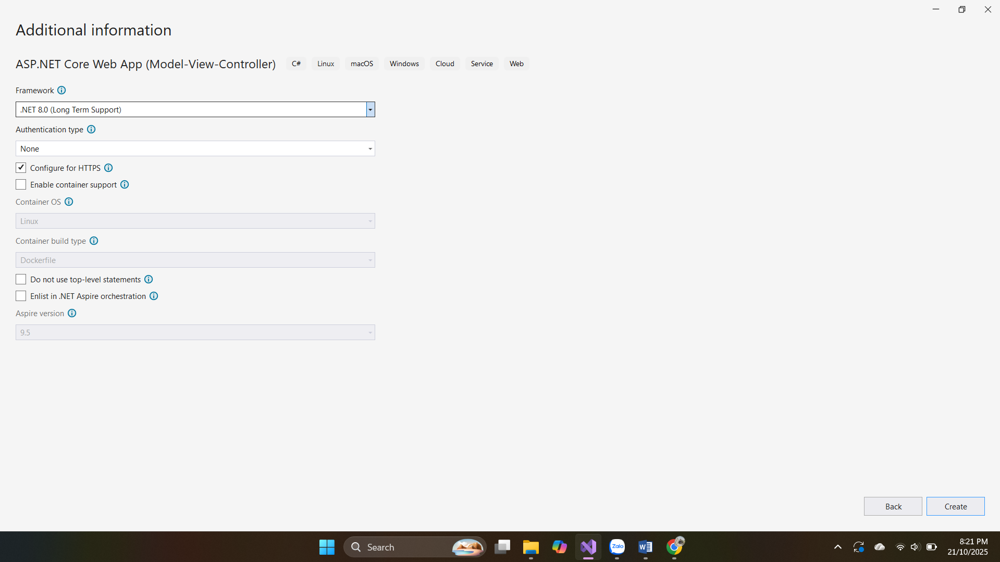 Additional information
ASP.NET Core Web App (Model-View-Controller) C# Linux macOS Windows Cloud Service Web
Framework
.NET 8.0 (Long Term Support)
Authentication type
None
Configure for HTTPS
Enable container support
Container OS
Linux
Container build type
Dockerfile
Do not use top-level statements
Enlist in .NET Aspire orchestration
Aspire version
9.5
Back Create
Search
Zalo
W
8:21 PM
21/10/2025